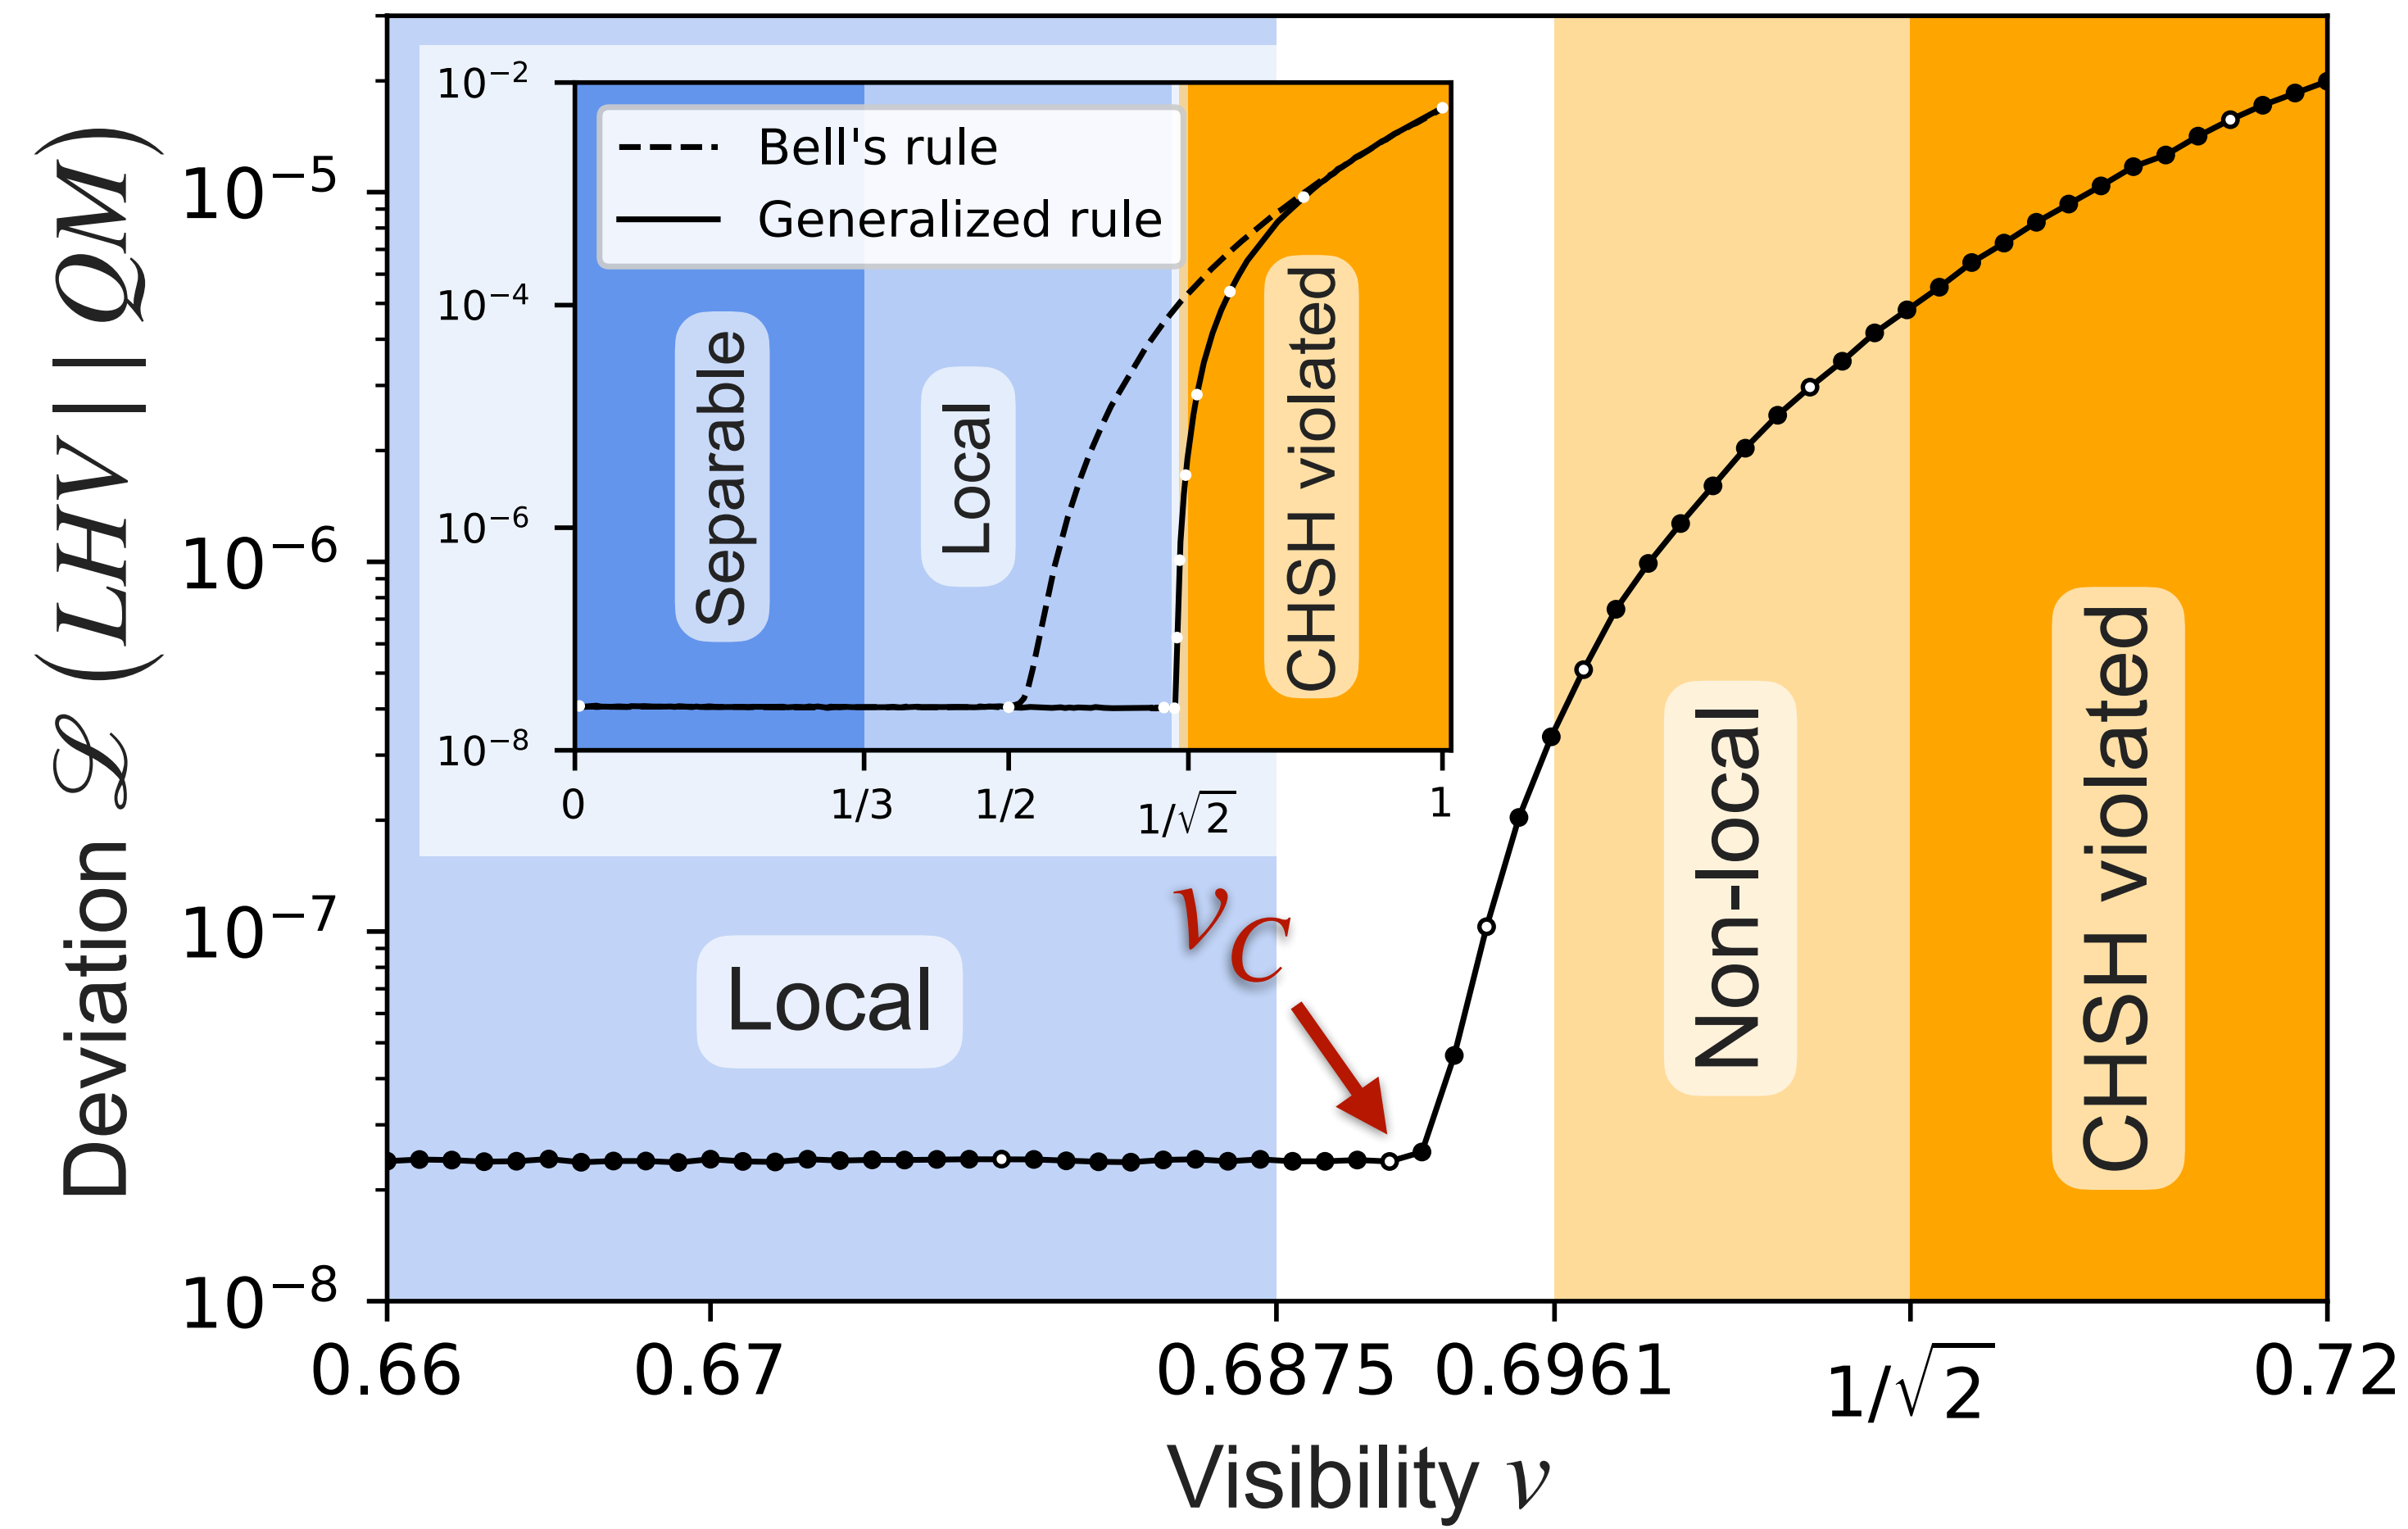 Deviation ℒ (LHV || QM)
10⁻⁵
10⁻⁶
10⁻⁷
10⁻⁸
10⁻²
10⁻⁴
10⁻⁶
10⁻⁸
Bell's rule
Generalized rule
Separable
Local
CHSH violated
0
1/3
1/2
1/√2
1
ν_C
Local
Non-local
CHSH violated
0.66
0.67
0.6875
0.6961
1/√2
0.72
Visibility ν